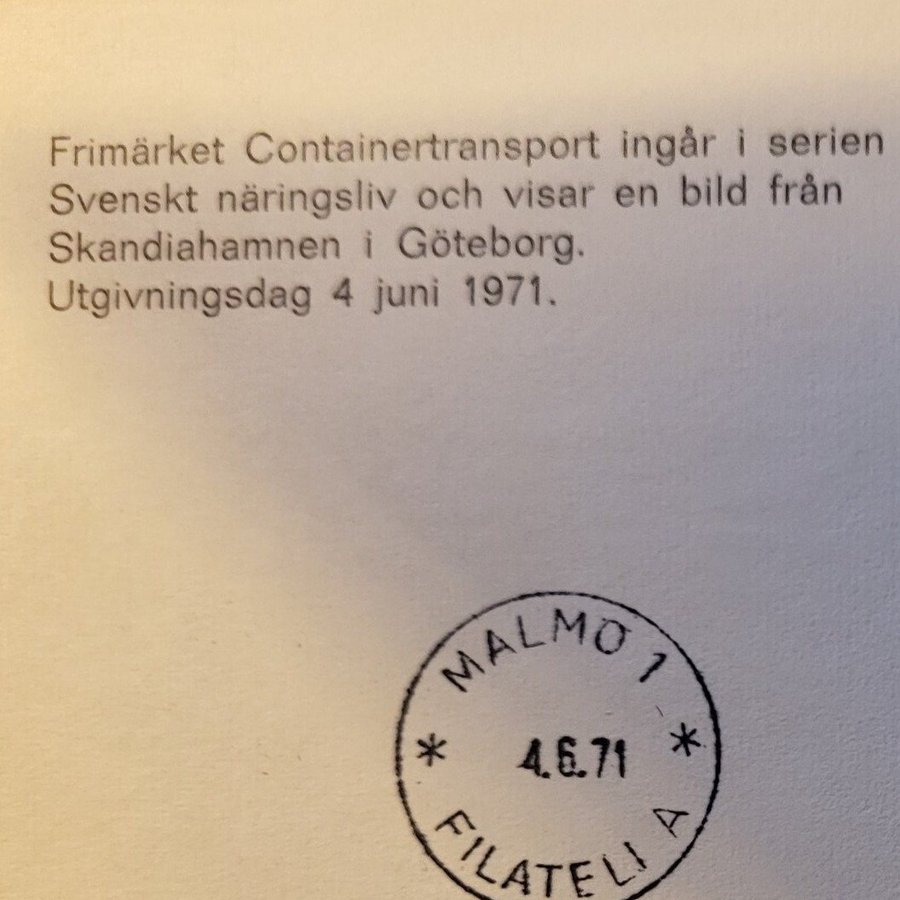 Frimärket Containertransport ingår i serien
Svenskt näringsliv och visar en bild från
Skandiahamnen i Göteborg.
Utgivningsdag 4 juni 1971.
MALMÖ 1
* 4.6.71 *
FILATELI A